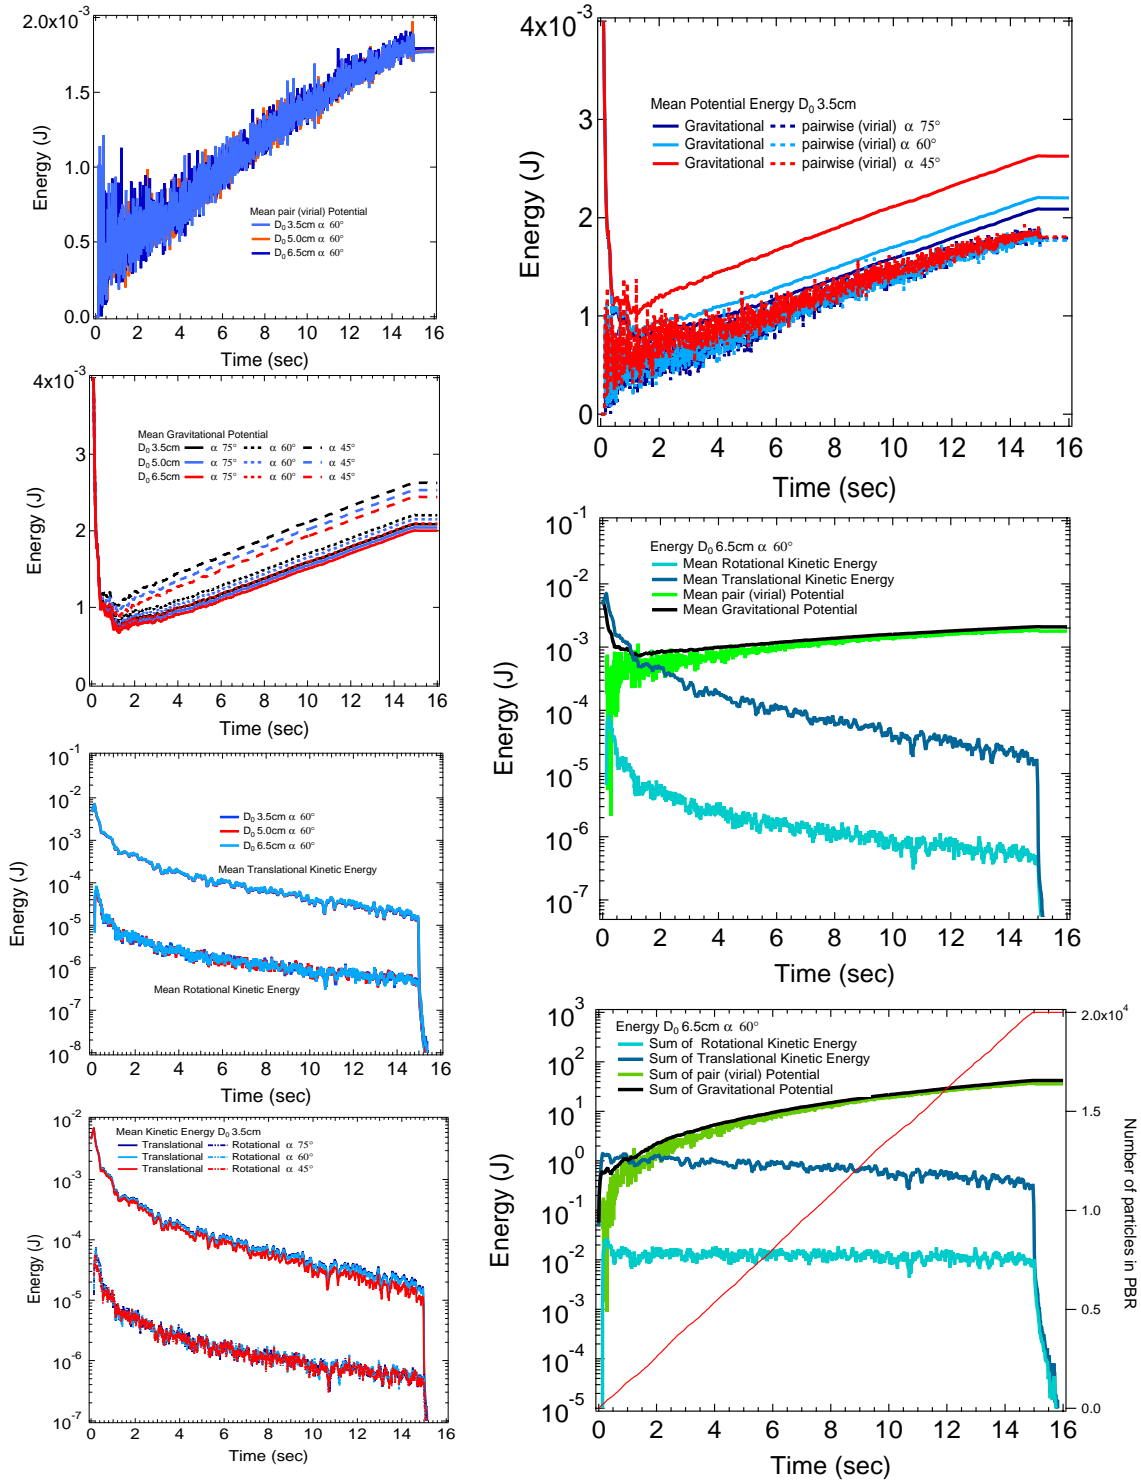 2.0x10-3
1.5
1.0
0.5
0.0
Energy (J)
Mean pair (virial) Potential
D0 3.5cm α 60°
D0 5.0cm α 60°
D0 6.5cm α 60°
0 2 4 6 8 10 12 14 16
Time (sec)
4x10-3
3
2
1
0
Energy (J)
Mean Gravitational Potential
D0 3.5cm α 75° α 60° α 45°
D0 5.0cm α 75° α 60° α 45°
D0 6.5cm α 75° α 60° α 45°
0 2 4 6 8 10 12 14 16
Time (sec)
10-1
10-2
10-3
10-4
10-5
10-6
10-7
10-8
Energy (J)
D0 3.5cm α 60°
D0 5.0cm α 60°
D0 6.5cm α 60°
Mean Translational Kinetic Energy
Mean Rotational Kinetic Energy
0 2 4 6 8 10 12 14 16
Time (sec)
10-2
10-3
10-4
10-5
10-6
10-7
Energy (J)
Mean Kinetic Energy D0 3.5cm
Translational Rotational α 75°
Translational Rotational α 60°
Translational Rotational α 45°
0 2 4 6 8 10 12 14 16
Time (sec)
4x10-3
3
2
1
0
Energy (J)
Mean Potential Energy D0 3.5cm
Gravitational pairwise (virial) α 75°
Gravitational pairwise (virial) α 60°
Gravitational pairwise (virial) α 45°
0 2 4 6 8 10 12 14 16
Time (sec)
10-1
10-2
10-3
10-4
10-5
10-6
10-7
Energy (J)
Energy D0 6.5cm α 60°
Mean Rotational Kinetic Energy
Mean Translational Kinetic Energy
Mean pair (virial) Potential
Mean Gravitational Potential
0 2 4 6 8 10 12 14 16
Time (sec)
103
102
101
100
10-1
10-2
10-3
10-4
10-5
Energy (J)
Energy D0 6.5cm α 60°
Sum of Rotational Kinetic Energy
Sum of Translational Kinetic Energy
Sum of pair (virial) Potential
Sum of Gravitational Potential
2.0x104
1.5
1.0
0.5
0.0
Number of particles in PBR
0 2 4 6 8 10 12 14 16
Time (sec)